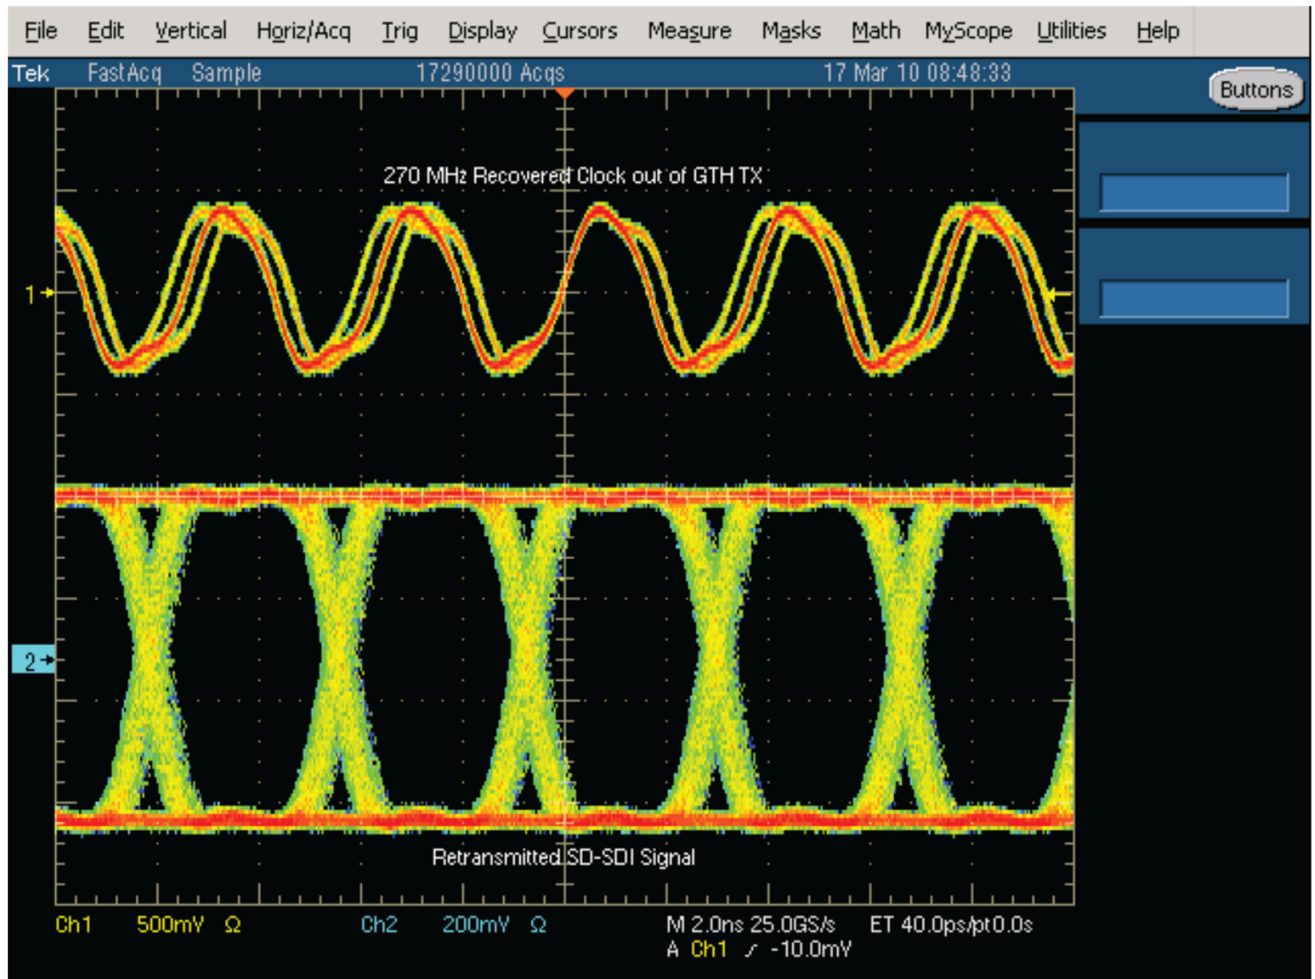 File Edit Vertical Horiz/Acq Trig Display Cursors Measure Masks Math MyScope Utilities Help
Tek FastAcq Sample 17290000 Acqs 17 Mar 10 08:48:33
Buttons
270 MHz Recovered Clock out of GTH TX
1
2
Retransmitted SD-SDI Signal
Ch1 500mV Ω Ch2 200mV Ω M 2.0ns 25.0GS/s ET 40.0ps/pt 0.0s
A Ch1 -10.0mV